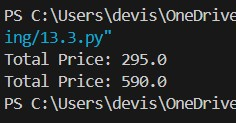 PS C:\Users\devis\OneDrive
ing/13.3.py"
Total Price: 295.0
Total Price: 590.0
PS C:\Users\devis\OneDrive